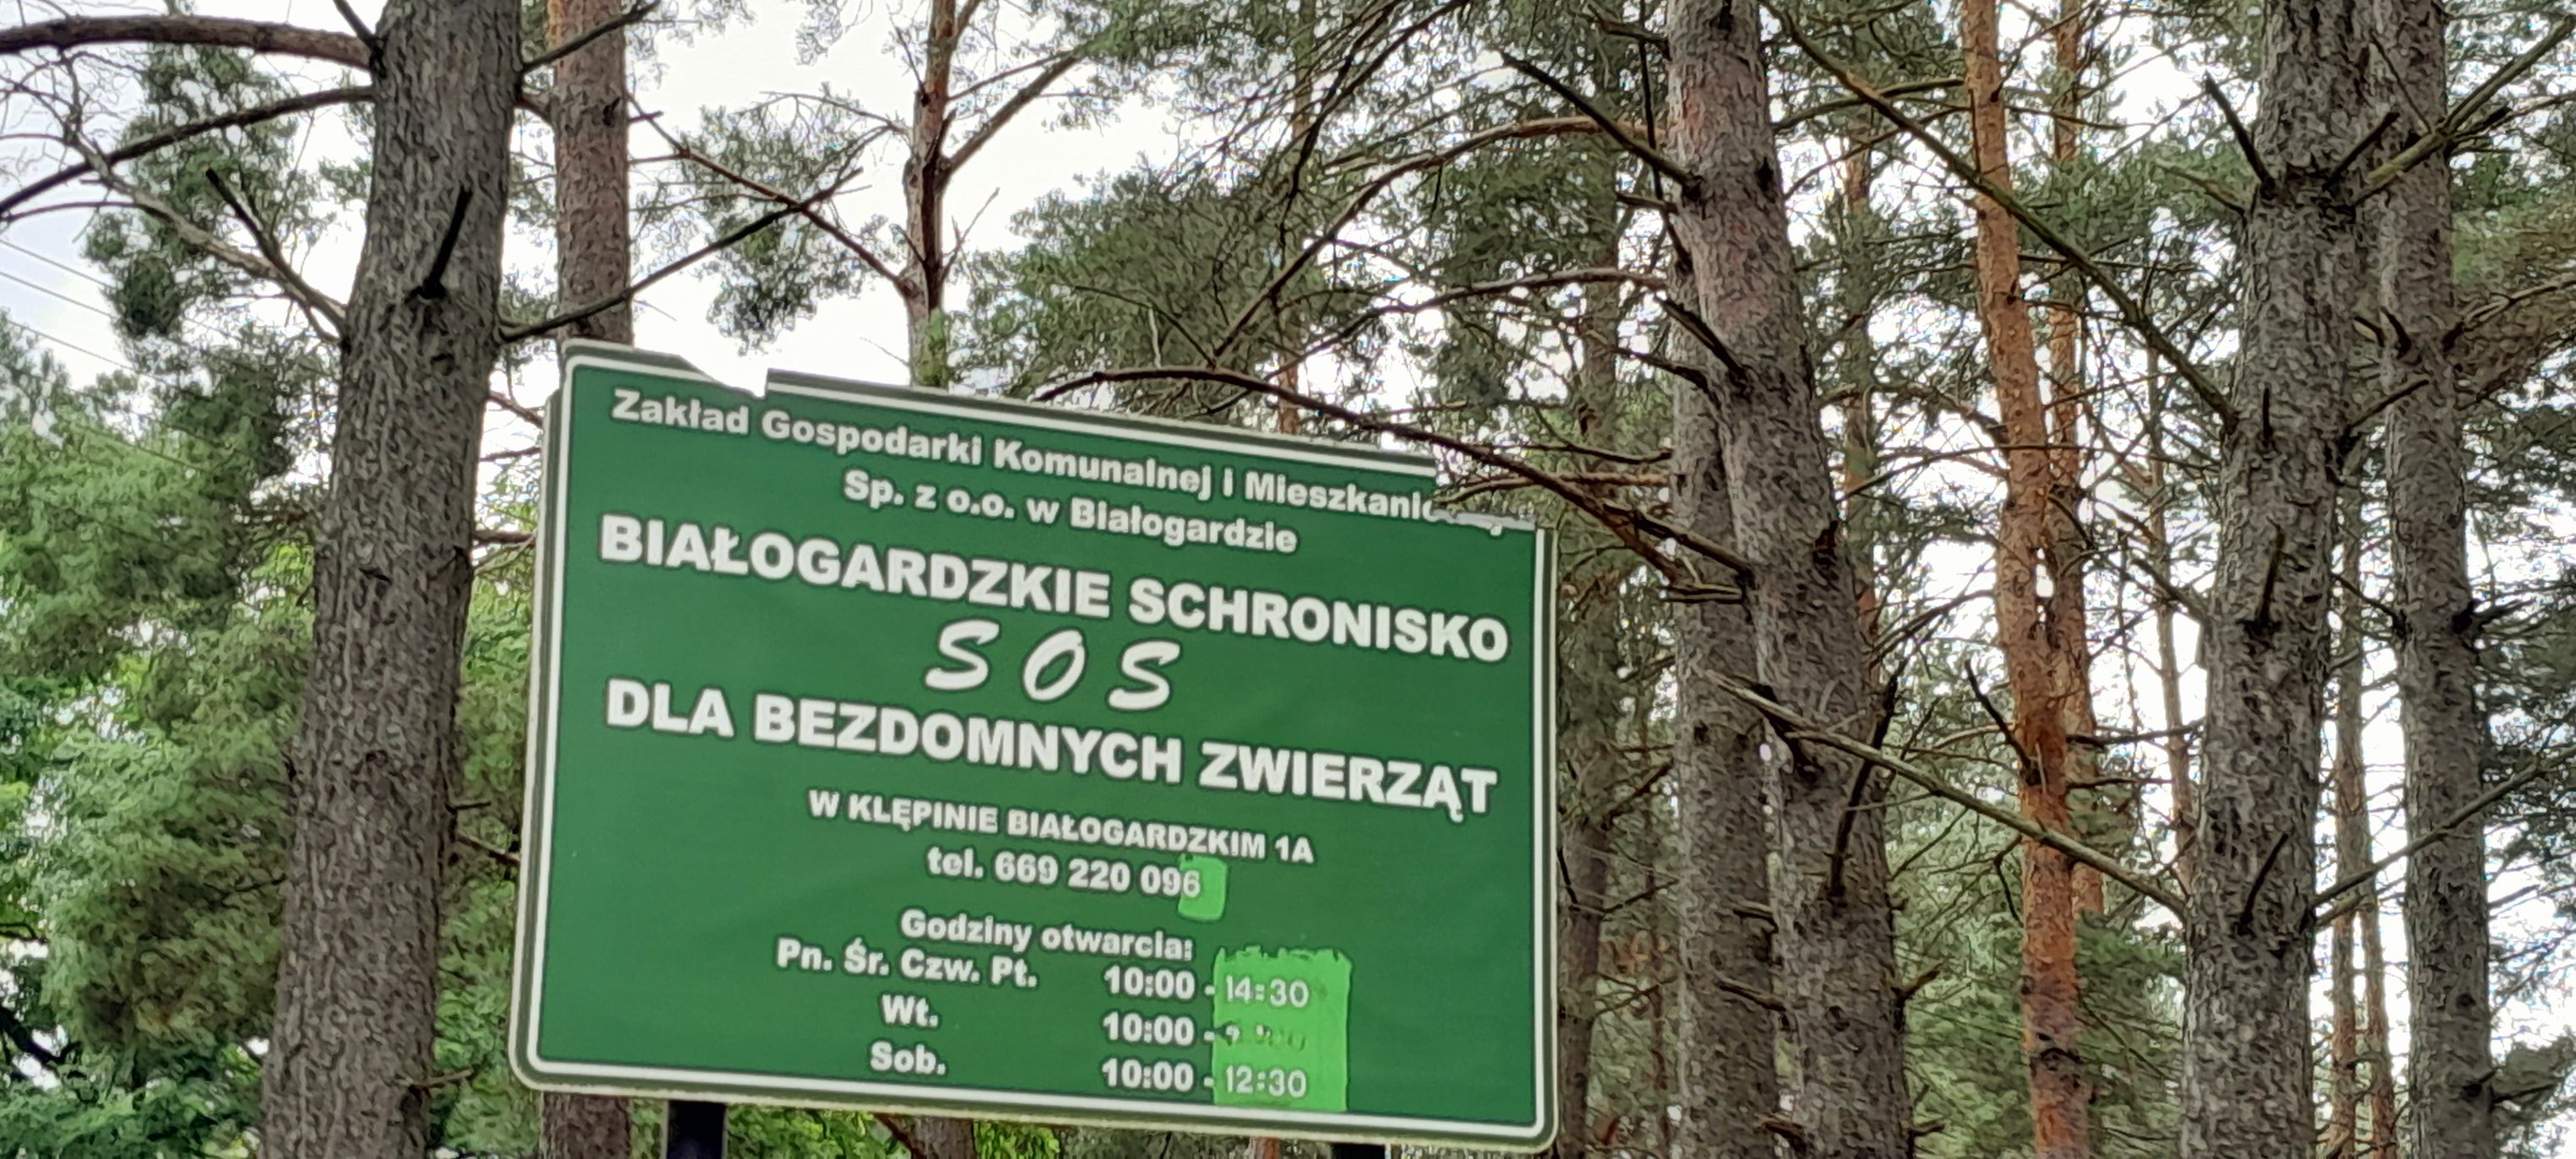 Zakład Gospodarki Komunalnej i
Sp. z o.o. w Białogardzie
BIAŁOGARDZKIE SCHRONISKO
SOS
DLA BEZDOMNYCH ZWIERZĄT
W KLĘPINIE BIAŁOGARDZKIM 1A
tel. 669 220 096
Godziny otwarcia:
Pn. Śr. Czw. Pt. 10:00 - 14:30
Wt. 10:00 -
Sob. 10:00 - 12:30